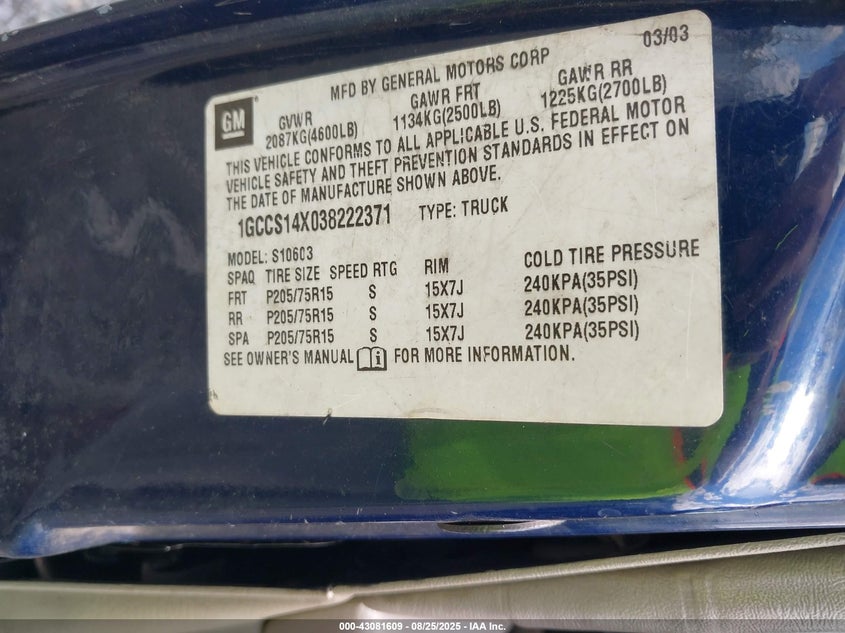 03/03
MFD BY GENERAL MOTORS CORP
GM
GVWR GAWR FRT GAWR RR
2087KG(4600LB) 1134KG(2500LB) 1225KG(2700LB)
THIS VEHICLE CONFORMS TO ALL APPLICABLE U.S. FEDERAL MOTOR
VEHICLE SAFETY AND THEFT PREVENTION STANDARDS IN EFFECT ON
THE DATE OF MANUFACTURE SHOWN ABOVE.
1GCCS14X038222371 TYPE: TRUCK
MODEL: S10603
SPAQ TIRE SIZE SPEED RTG RIM COLD TIRE PRESSURE
FRT P205/75R15 S 15X7J 240KPA(35PSI)
RR P205/75R15 S 15X7J 240KPA(35PSI)
SPA P205/75R15 S 15X7J 240KPA(35PSI)
SEE OWNER'S MANUAL i FOR MORE INFORMATION.
000-43081609 - 08/25/2025 - IAA Inc.